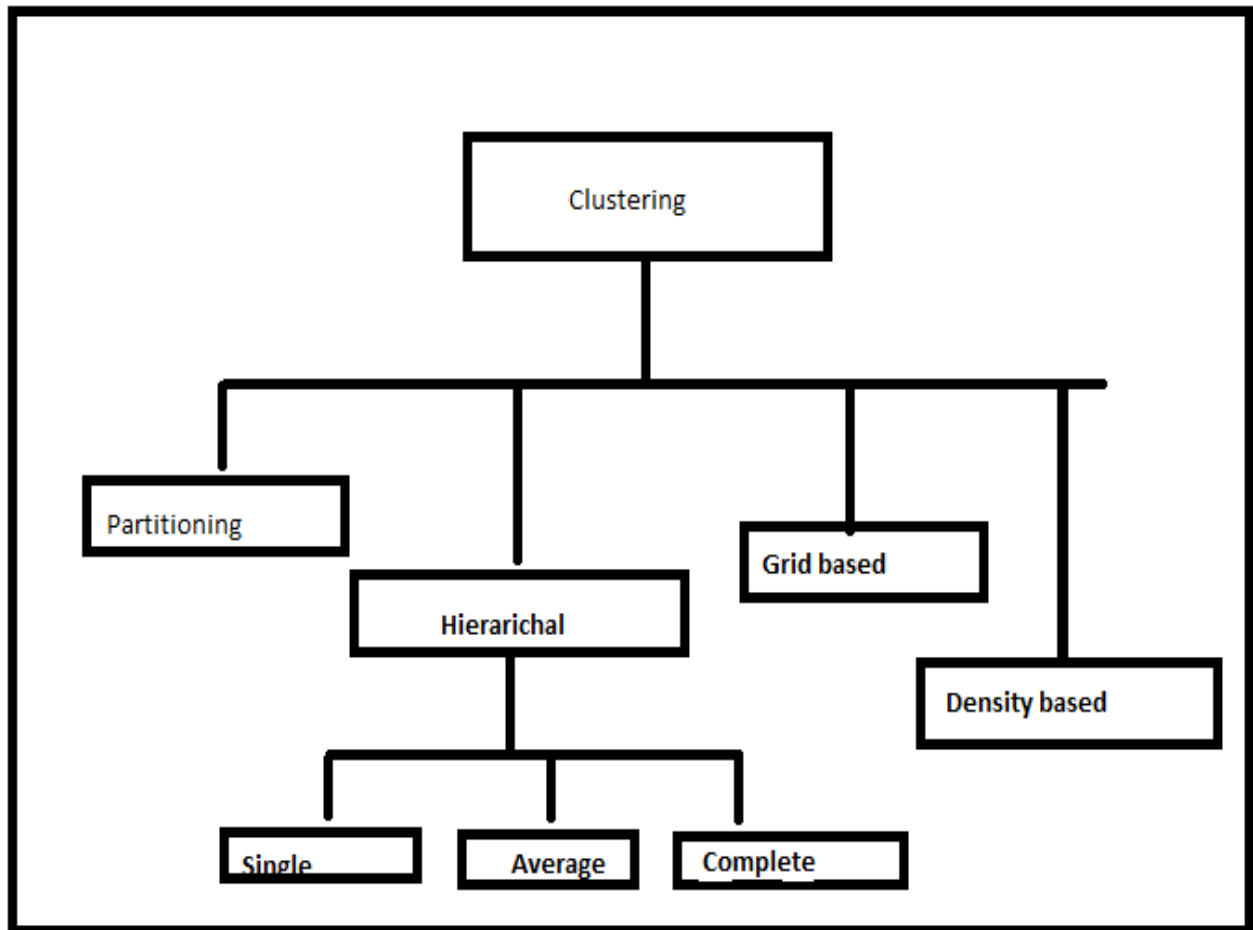 Clustering
Partitioning
Grid based
Hierarichal
Density based
Single
Average
Complete